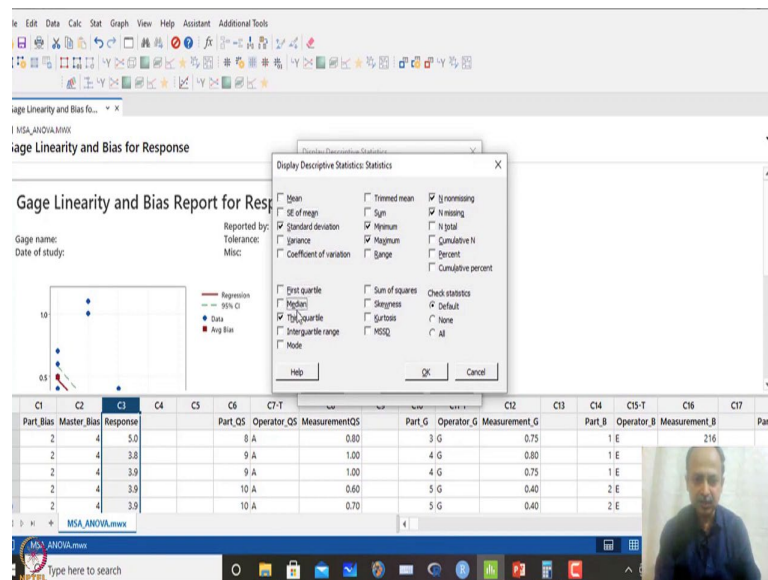 Edit Data Calc Stat Graph View Help Assistant Additional Tools
age Linearity and Bias fo...
MSA_ANOVA.MWX
age Linearity and Bias for Response
Display Descriptive Statistics
Display Descriptive Statistics: Statistics
Mean Trimmed mean N nonmissing
SE of mean Sum N missing
Standard deviation Minimum N total
Variance Maximum Cumulative N
Coefficient of variation Range Percent
Cumulative percent
First quartile Sum of squares Check statistics
Median Skewness Default
quartile Kurtosis None
Interquartile range MSSD All
Mode
Help OK Cancel
Gage Linearity and Bias Report for Resp
Reported by:
Gage name: Tolerance:
Date of study: Misc:
Regression
95% CI
Data
Avg Bias
1.0
0.5
C1 C2 C3 C4 C5 C6 C7-T C12 C13 C14 C15-T C16 C17
Part_Bias Master_Bias Response Part_QS Operator_QS MeasurementQS Part_G Operator_G Measurement_G Part_B Operator_B Measurement_B Par
2 4 5.0 8 A 0.80 3 G 0.75 1 E 216
2 4 3.8 9 A 1.00 4 G 0.80 1 E
2 4 3.9 9 A 1.00 4 G 0.75 1 E
2 4 3.9 10 A 0.60 5 G 0.40 2 E
2 4 3.9 10 A 0.70 5 G 0.40 2 E
MSA_ANOVA.mwx
MSA_ANOVA.mwx
Type here to search
NPTEL